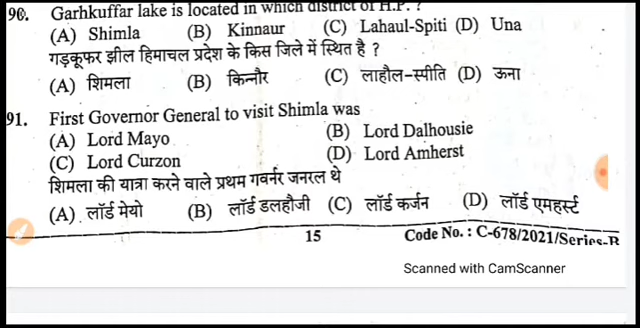 90. Garhkuffar lake is located in which district of H.P. ?
(A) Shimla (B) Kinnaur (C) Lahaul-Spiti (D) Una
गड़कूफर झील हिमाचल प्रदेश के किस जिले में स्थित है ?
(A) शिमला (B) किन्नौर (C) लाहौल-स्पीति (D) ऊना
91. First Governor General to visit Shimla was
(A) Lord Mayo (B) Lord Dalhousie
(C) Lord Curzon (D) Lord Amherst
शिमला की यात्रा करने वाले प्रथम गवर्नर जनरल थे
(A) लॉर्ड मेयो (B) लॉर्ड डलहौजी (C) लॉर्ड कर्जन (D) लॉर्ड एमहर्स्ट
15 Code No. : C-678/2021/Series-B
Scanned with CamScanner